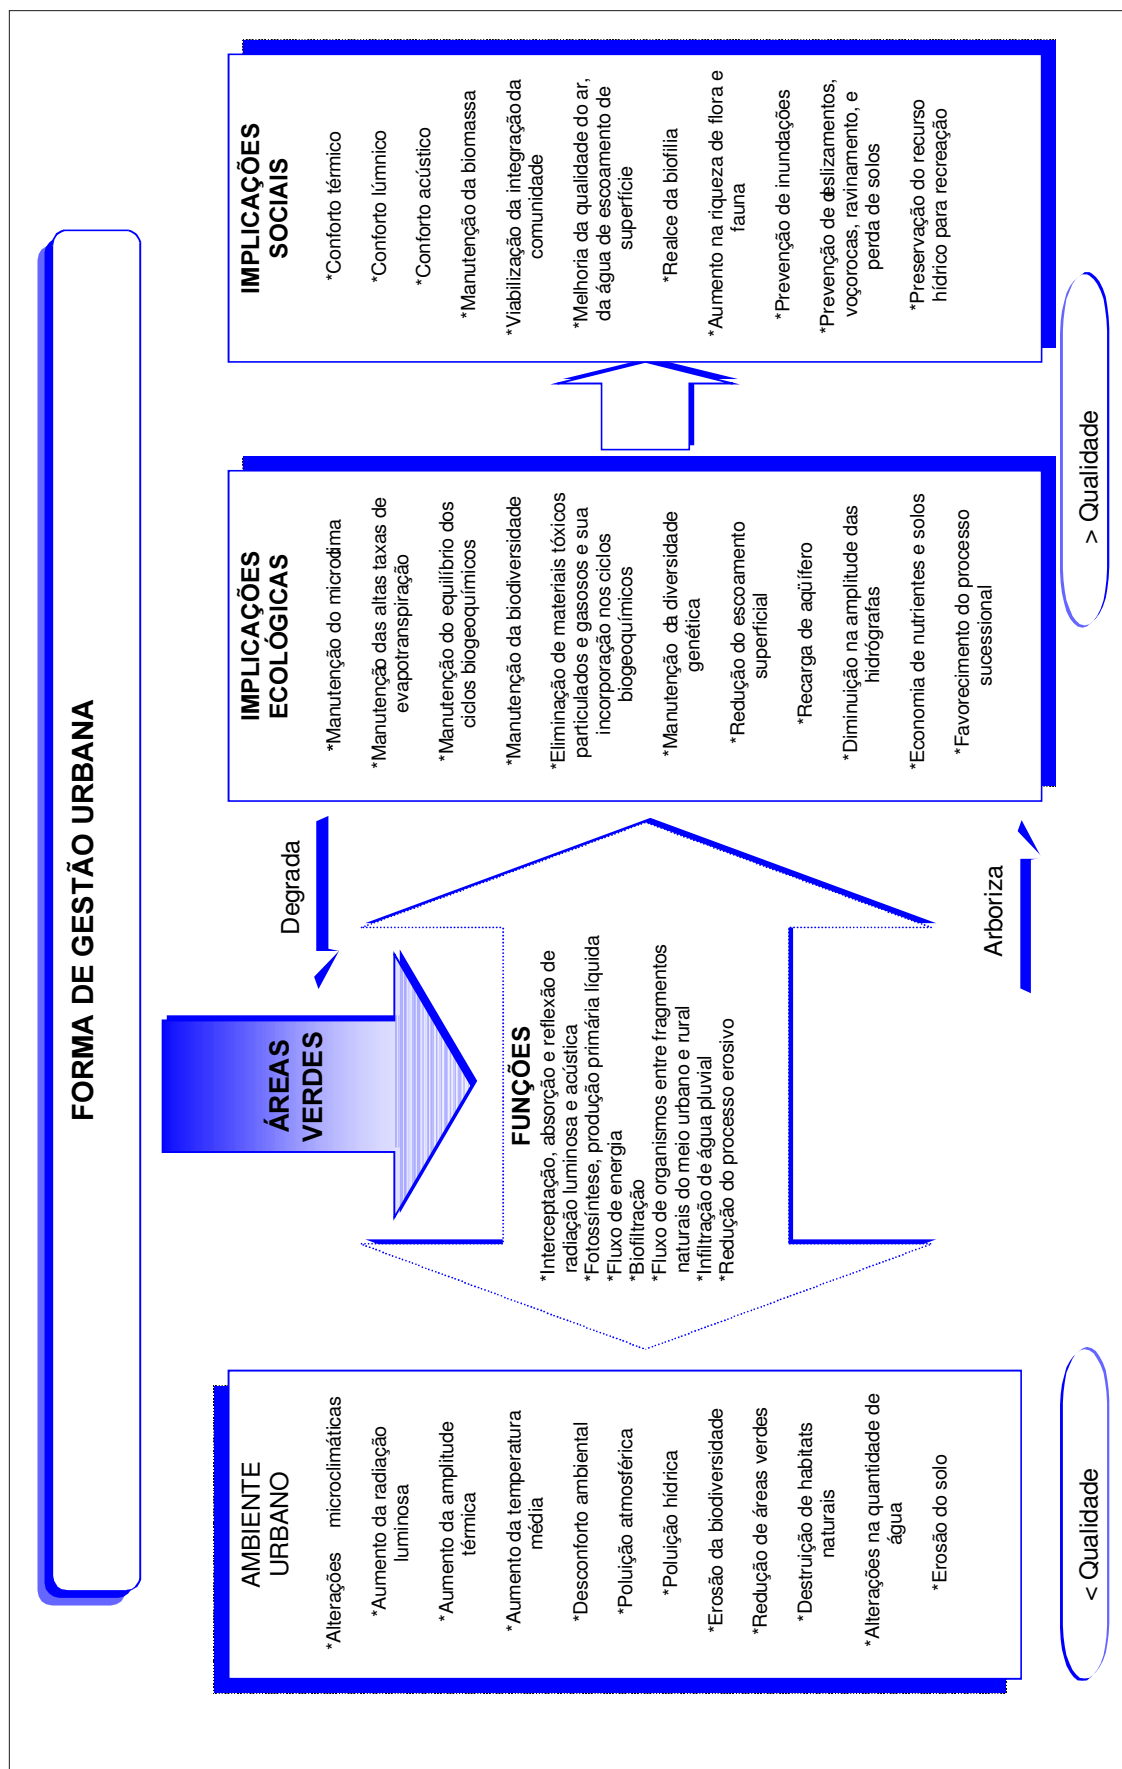 FORMA DE GESTÃO URBANA
AMBIENTE
URBANO
*Alterações microclimáticas
*Aumento da radiação
luminosa
*Aumento da amplitude
térmica
*Aumento da temperatura
média
*Desconforto ambiental
*Poluição atmosférica
*Poluição hídrica
*Erosão da biodiversidade
*Redução de áreas verdes
*Destruição de habitats
naturais
*Alterações na quantidade de
água
*Erosão do solo
< Qualidade
ÁREAS
VERDES
FUNÇÕES
*Interceptação, absorção e reflexão de
radiação luminosa e acústica
*Fotossíntese, produção primária líquida
*Fluxo de energia
*Biofiltração
*Fluxo de organismos entre fragmentos
naturais do meio urbano e rural
*Infiltração de água pluvial
*Redução do processo erosivo
Degrada
Arboriza
IMPLICAÇÕES
ECOLÓGICAS
*Manutenção do microclima
*Manutenção das altas taxas de
evapotranspiração
*Manutenção do equilíbrio dos
ciclos biogeoquímicos
*Manutenção da biodiversidade
*Eliminação de materiais tóxicos
particulados e gasosos e sua
incorporação nos ciclos
biogeoquímicos
*Manutenção da diversidade
genética
*Redução do escoamento
superficial
*Recarga de aqüífero
*Diminuição na amplitude das
hidrógrafas
*Economia de nutrientes e solos
*Favorecimento do processo
sucessional
IMPLICAÇÕES
SOCIAIS
*Conforto térmico
*Conforto lúmnico
*Conforto acústico
*Manutenção da biomassa
*Viabilização da integração da
comunidade
*Melhoria da qualidade do ar,
da água de escoamento de
superfície
*Realce da biofilia
*Aumento na riqueza de flora e
fauna
*Prevenção de inundações
*Prevenção de deslizamentos,
voçorocas, ravinamento, e
perda de solos
*Preservação do recurso
hídrico para recreação
> Qualidade